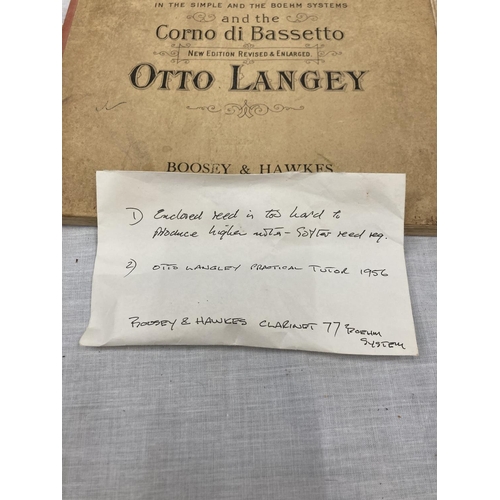 IN THE SIMPLE AND THE BOEHM SYSTEMS
and the
Corno di Bassetto
NEW EDITION REVISED & ENLARGED.
OTTO LANGEY
BOOSEY & HAWKES
1) Enclosed reed is too hard to
produce higher notes - Softer reed req.
2) OTTO LANGLEY PRACTICAL TUTOR 1956
BOOSEY & HAWKES CLARINET 77 BOEHM
SYSTEM